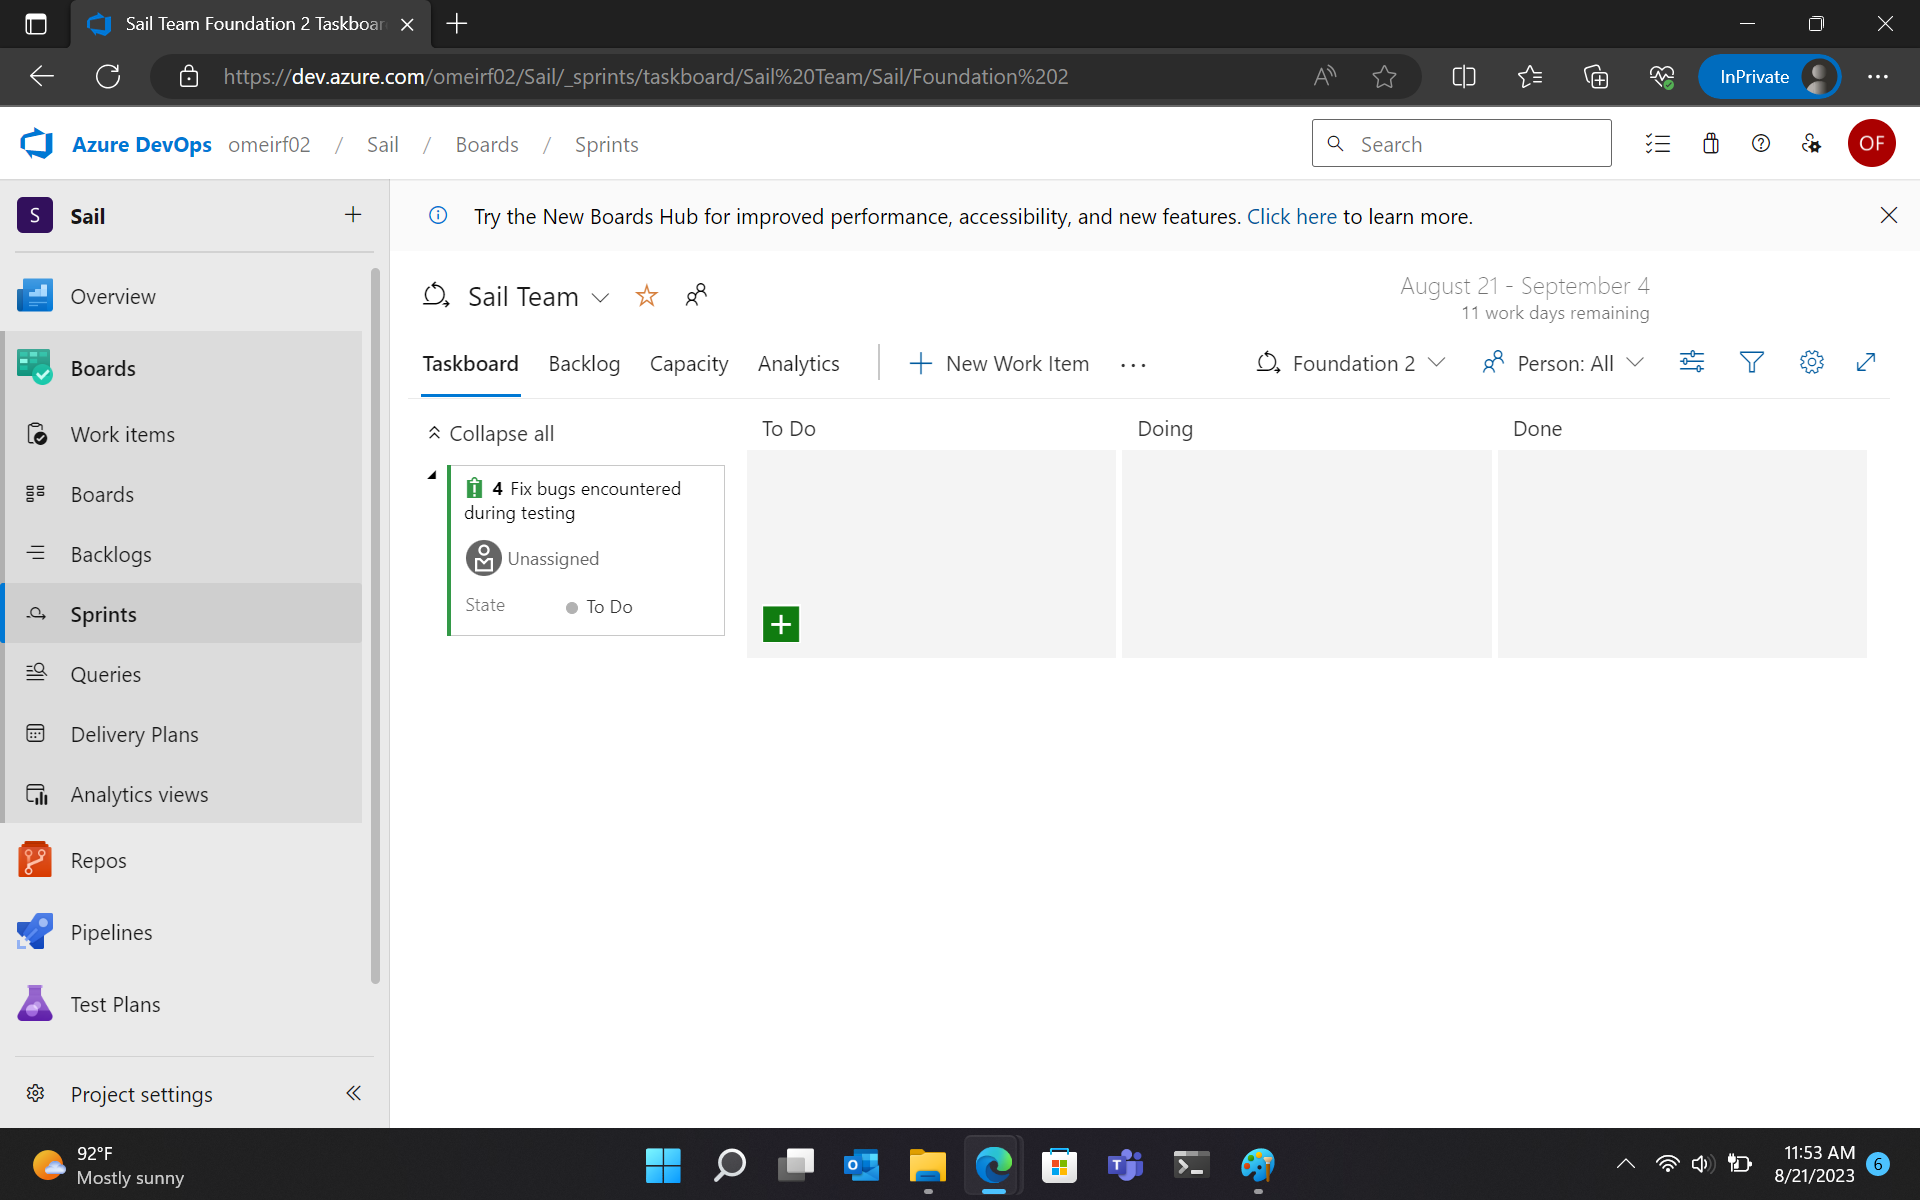 Sail Team Foundation 2 Taskboar
https://dev.azure.com/omeirf02/Sail/_sprints/taskboard/Sail%20Team/Sail/Foundation%202
InPrivate
Azure DevOps omeirf02 / Sail / Boards / Sprints
Search
OF
S Sail
Try the New Boards Hub for improved performance, accessibility, and new features. Click here to learn more.
Overview
Boards
Work items
Boards
Backlogs
Sprints
Queries
Delivery Plans
Analytics views
Repos
Pipelines
Test Plans
Project settings
Sail Team
August 21 - September 4
11 work days remaining
Taskboard Backlog Capacity Analytics New Work Item Foundation 2 Person: All
Collapse all To Do Doing Done
4 Fix bugs encountered
during testing
Unassigned
State To Do
92°F
Mostly sunny
11:53 AM
8/21/2023
6